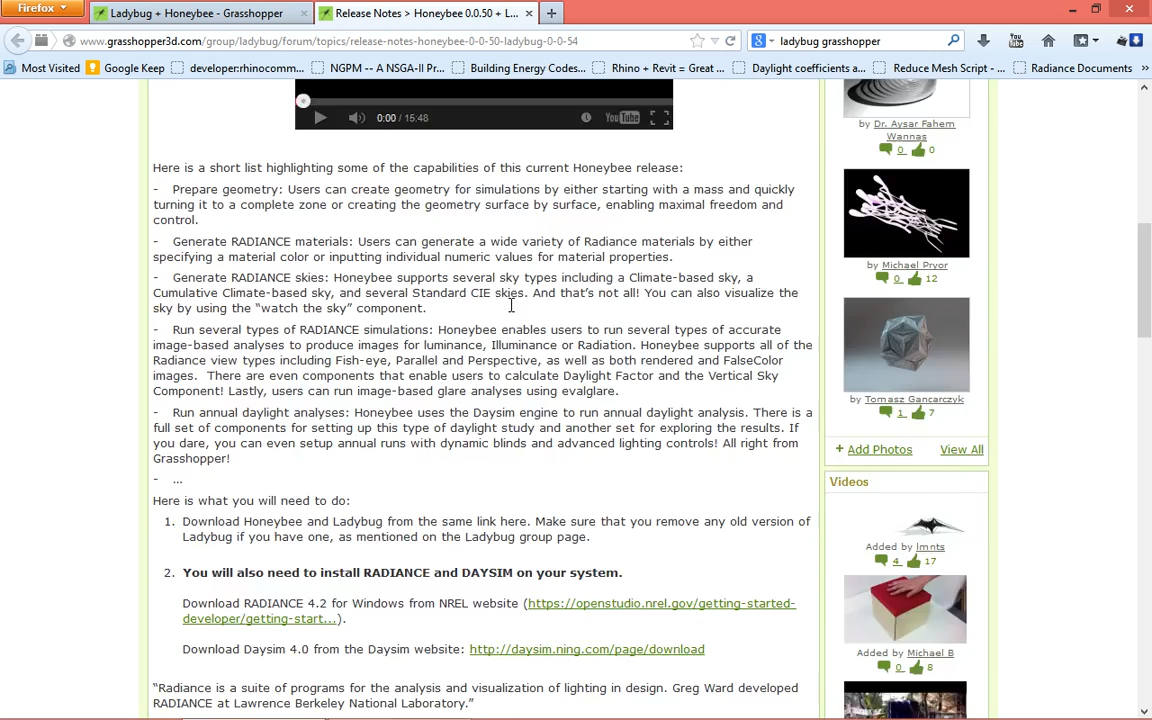 Firefox
Ladybug + Honeybee - Grasshopper
Release Notes > Honeybee 0.0.50 + L...
www.grasshopper3d.com/group/ladybug/forum/topics/release-notes-honeybee-0-0-50-ladybug-0-0-54
ladybug grasshopper
Most Visited
Google Keep
developer:rhinocomm...
NGPM -- A NSGA-II Pr...
Building Energy Codes...
Rhino + Revit = Great ...
Daylight coefficients a...
Reduce Mesh Script - ...
Radiance Documents
0:00 / 15:48
YouTube
Here is a short list highlighting some of the capabilities of this current Honeybee release:
- Prepare geometry: Users can create geometry for simulations by either starting with a mass and quickly
turning it to a complete zone or creating the geometry surface by surface, enabling maximal freedom and
control.
- Generate RADIANCE materials: Users can generate a wide variety of Radiance materials by either
specifying a material color or inputting individual numeric values for material properties.
- Generate RADIANCE skies: Honeybee supports several sky types including a Climate-based sky, a
Cumulative Climate-based sky, and several Standard CIE skies. And that's not all! You can also visualize the
sky by using the “watch the sky” component.
- Run several types of RADIANCE simulations: Honeybee enables users to run several types of accurate
image-based analyses to produce images for luminance, Illuminance or Radiation. Honeybee supports all of the
Radiance view types including Fish-eye, Parallel and Perspective, as well as both rendered and FalseColor
images. There are even components that enable users to calculate Daylight Factor and the Vertical Sky
Component! Lastly, users can run image-based glare analyses using evalglare.
- Run annual daylight analyses: Honeybee uses the Daysim engine to run annual daylight analysis. There is a
full set of components for setting up this type of daylight study and another set for exploring the results. If
you dare, you can even setup annual runs with dynamic blinds and advanced lighting controls! All right from
Grasshopper!
- ...
Here is what you will need to do:
1. Download Honeybee and Ladybug from the same link here. Make sure that you remove any old version of
Ladybug if you have one, as mentioned on the Ladybug group page.
2. You will also need to install RADIANCE and DAYSIM on your system.
Download RADIANCE 4.2 for Windows from NREL website (https://openstudio.nrel.gov/getting-started-
developer/getting-start...).
Download Daysim 4.0 from the Daysim website: http://daysim.ning.com/page/download
“Radiance is a suite of programs for the analysis and visualization of lighting in design. Greg Ward developed
RADIANCE at Lawrence Berkeley National Laboratory.”
by Dr. Aysar Fahem
Wannas
0 0
by Michael Pryor
0 12
by Tomasz Gancarczyk
1 7
+ Add Photos
View All
Videos
Added by lmnts
4 17
Added by Michael B
0 8